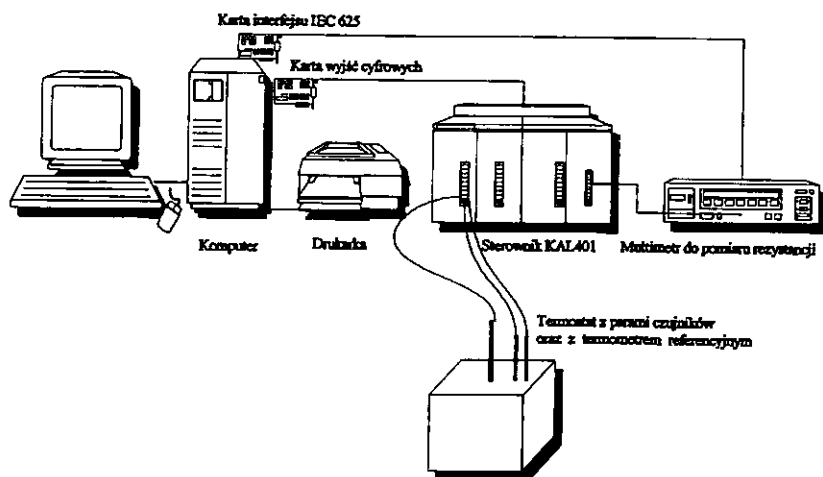 Karta interfejsu IEC 625
Karta wyjść cyfrowych
Komputer
Drukarka
Sterownik KAL401
Multimetr do pomiaru rezystancji
Termostat z parami czujników
oraz z termometrem referencyjnym